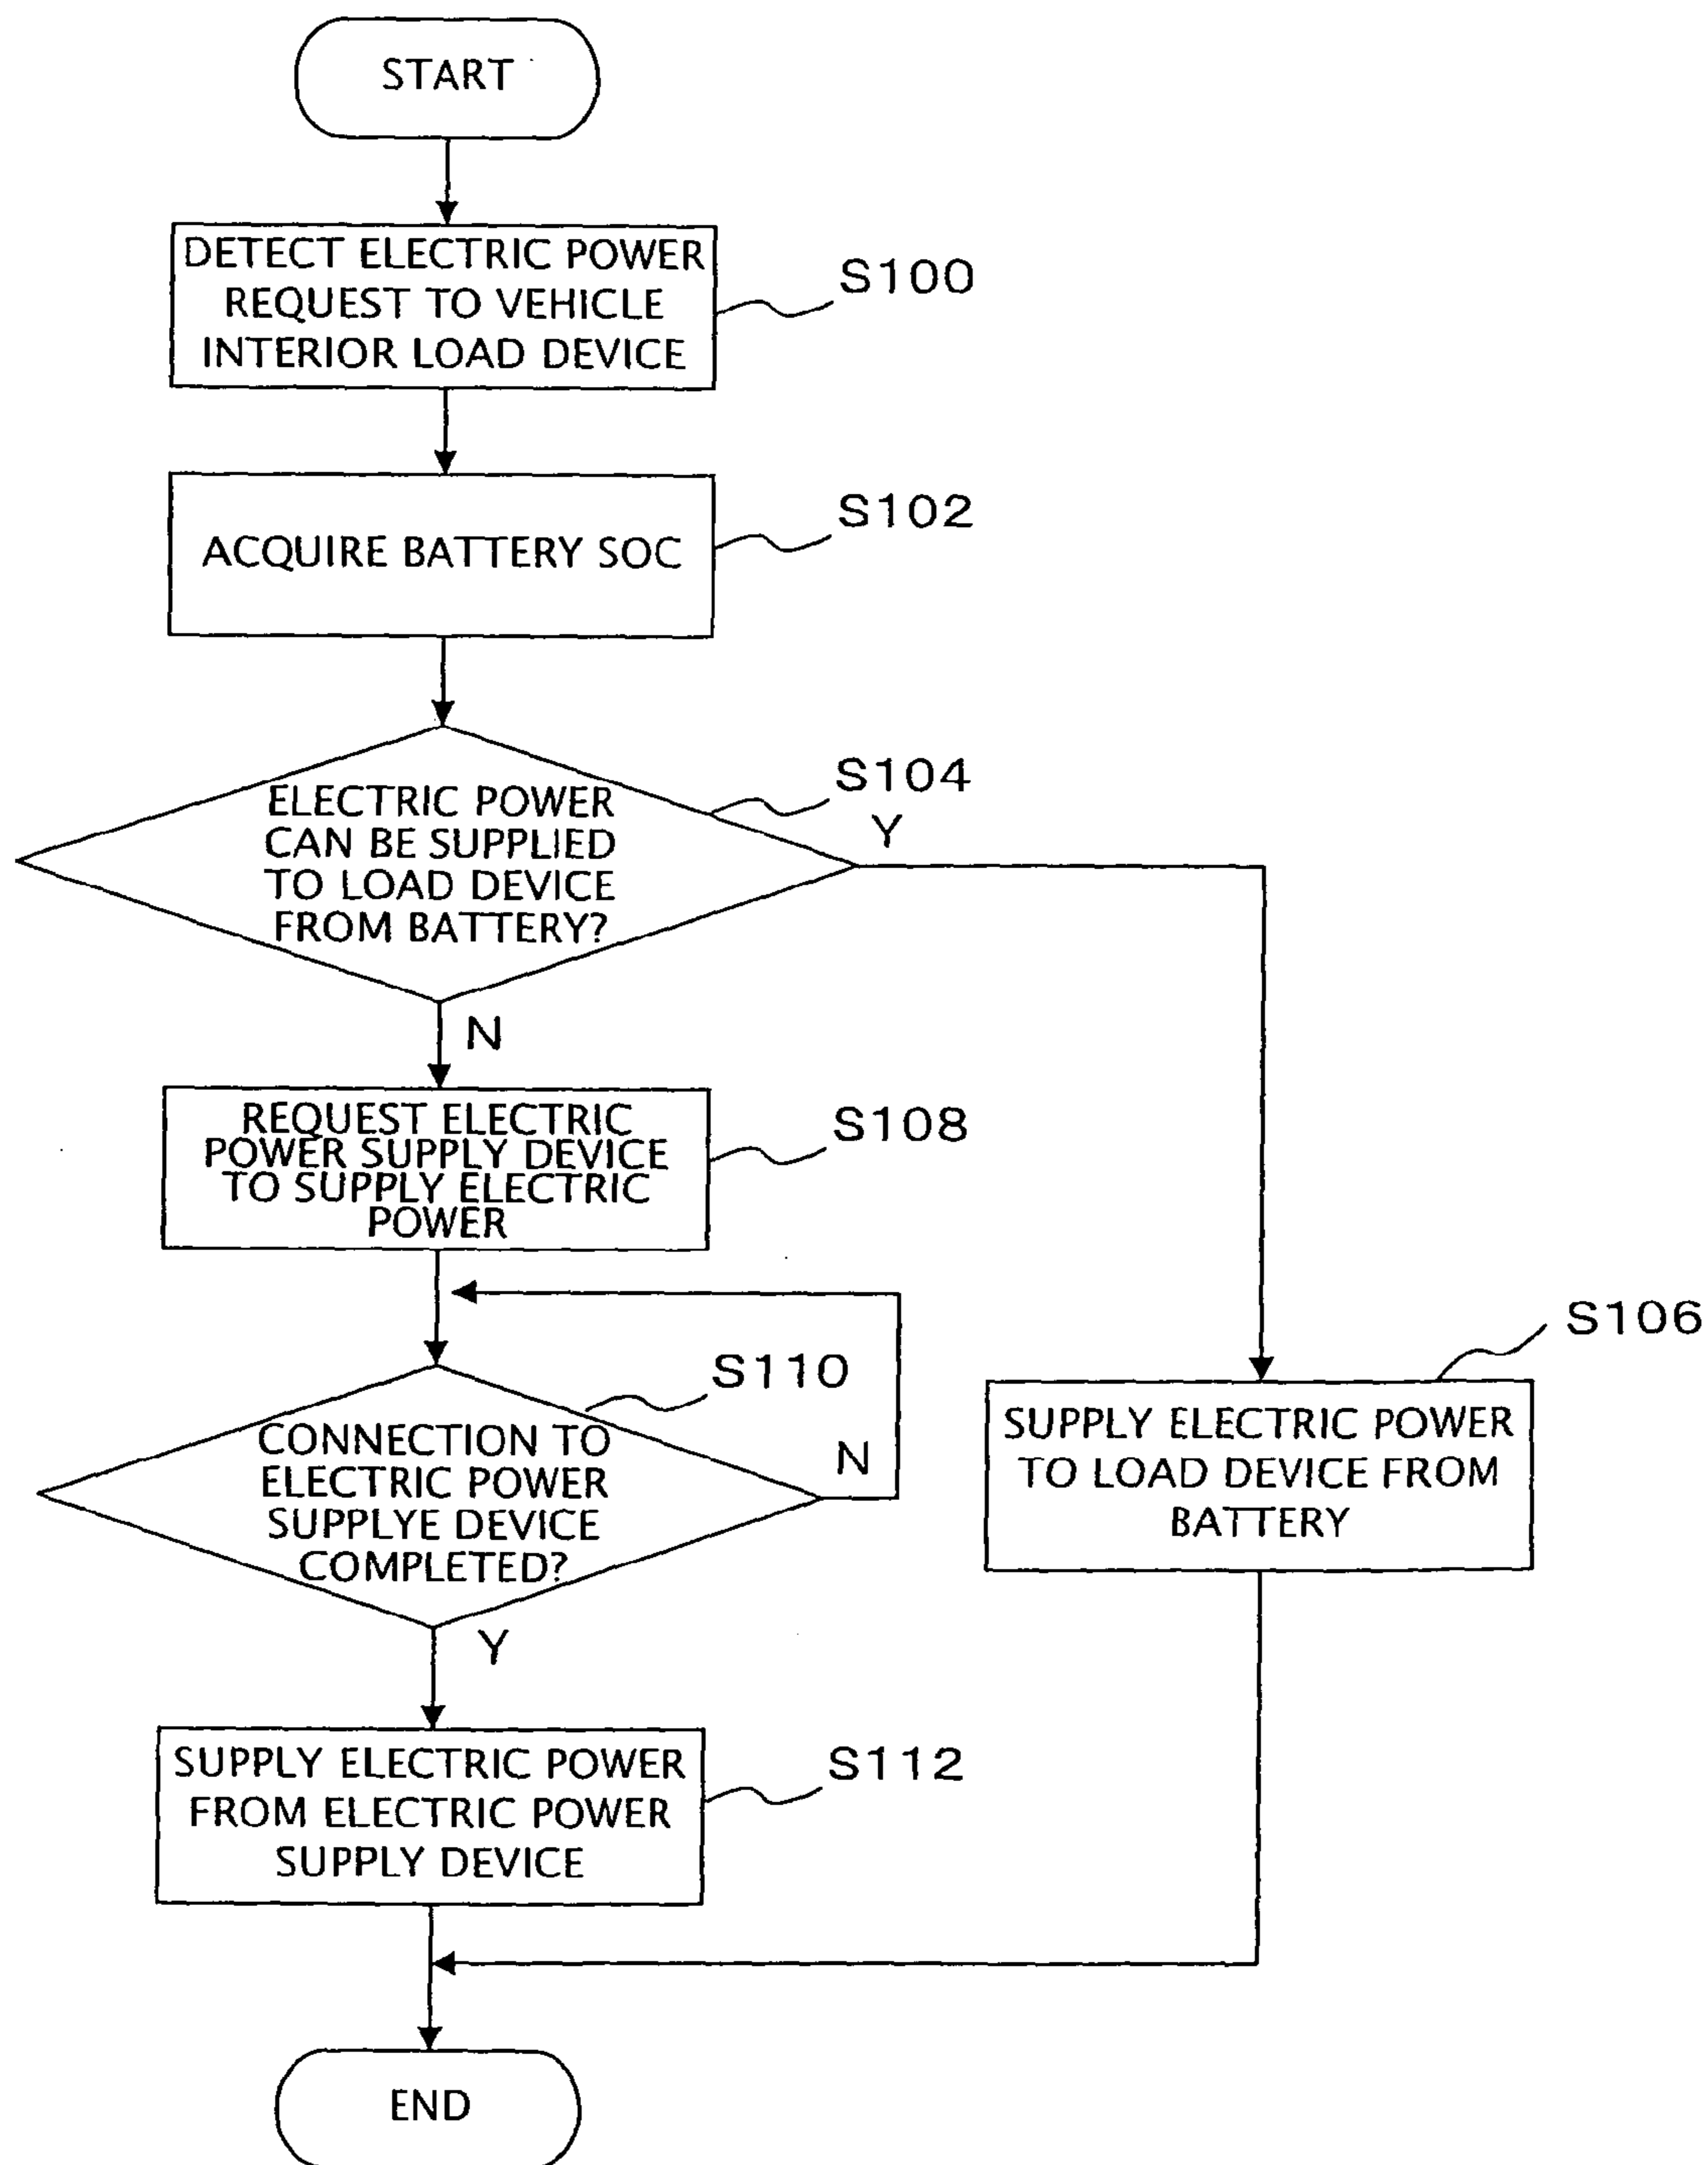 START
DETECT ELECTRIC POWER
REQUEST TO VEHICLE
INTERIOR LOAD DEVICE
S100
ACQUIRE BATTERY SOC
S102
ELECTRIC POWER
CAN BE SUPPLIED
TO LOAD DEVICE
FROM BATTERY?
S104
Y
N
REQUEST ELECTRIC
POWER SUPPLY DEVICE
TO SUPPLY ELECTRIC
POWER
S108
CONNECTION TO
ELECTRIC POWER
SUPPLYE DEVICE
COMPLETED?
S110
N
Y
SUPPLY ELECTRIC POWER
TO LOAD DEVICE FROM
BATTERY
S106
SUPPLY ELECTRIC POWER
FROM ELECTRIC POWER
SUPPLY DEVICE
S112
END